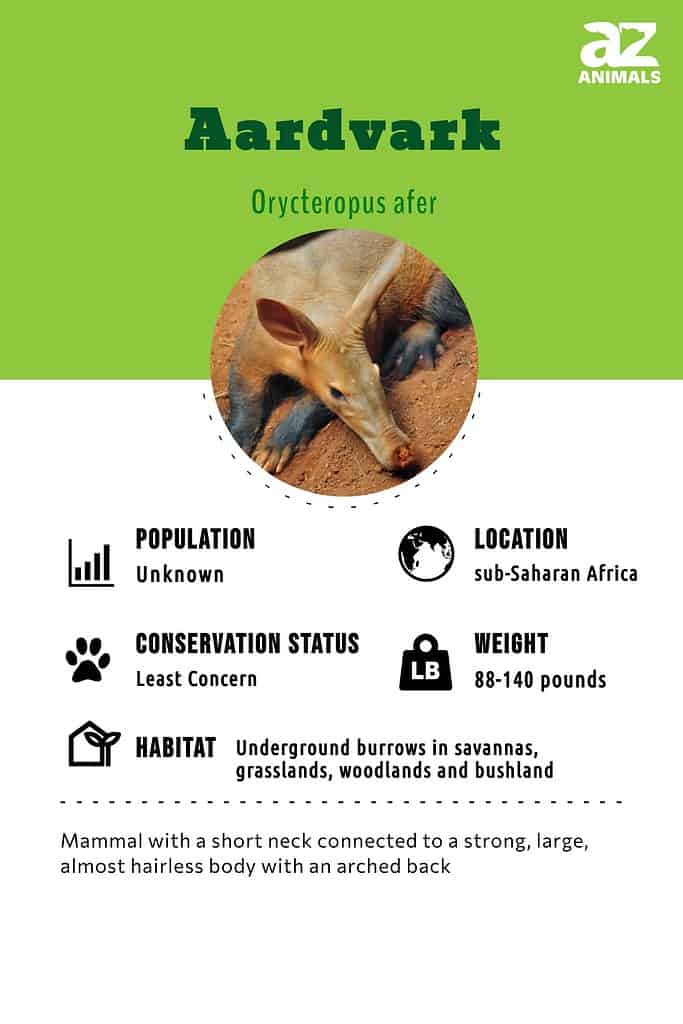 az
ANIMALS
Aardvark
Orycteropus afer
POPULATION
Unknown
LOCATION
sub-Saharan Africa
CONSERVATION STATUS
Least Concern
LB
WEIGHT
88-140 pounds
HABITAT
Underground burrows in savannas,
grasslands, woodlands and bushland
Mammal with a short neck connected to a strong, large,
almost hairless body with an arched back